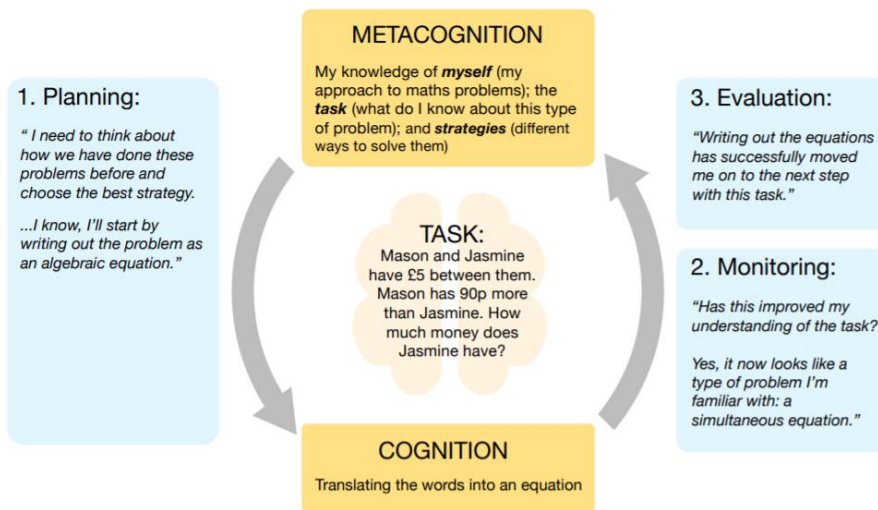 METACOGNITION
My knowledge of myself (my
approach to maths problems); the
task (what do I know about this type
of problem); and strategies (different
ways to solve them)
1. Planning:
“ I need to think about
how we have done these
problems before and
choose the best strategy.
...I know, I’ll start by
writing out the problem as
an algebraic equation.”
TASK:
Mason and Jasmine
have £5 between them.
Mason has 90p more
than Jasmine. How
much money does
Jasmine have?
COGNITION
Translating the words into an equation
2. Monitoring:
“Has this improved my
understanding of the task?
Yes, it now looks like a
type of problem I’m
familiar with: a
simultaneous equation.”
3. Evaluation:
“Writing out the equations
has successfully moved
me on to the next step
with this task.”